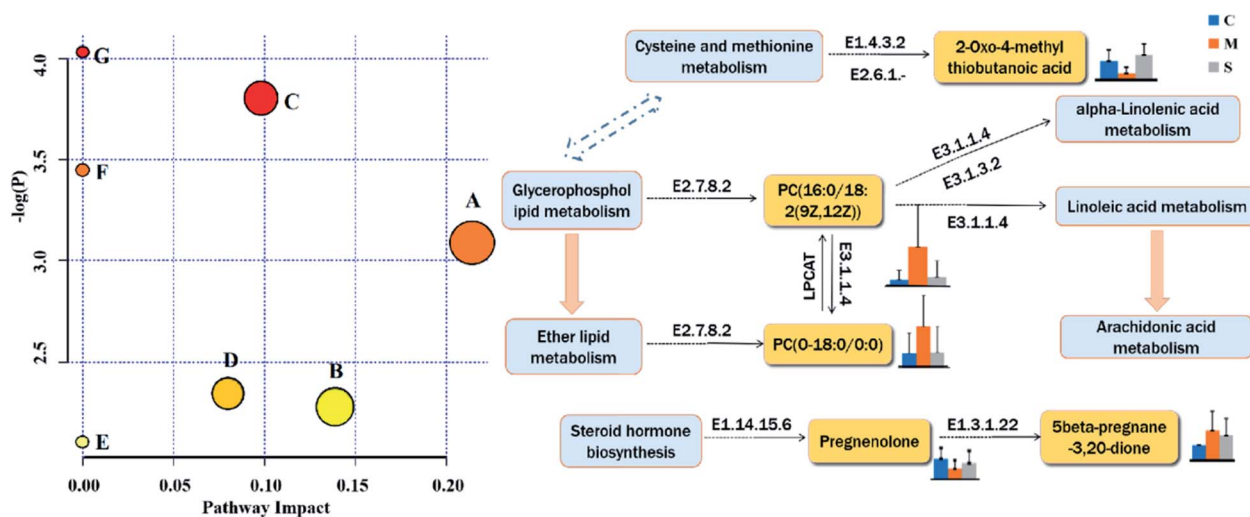 4.0
3.5
3.0
2.5
-log(P)
0.00
0.05
0.10
0.15
0.20
Pathway Impact
G
C
F
A
D
B
E
Cysteine and methionine
metabolism
E1.4.3.2
E2.6.1.-
2-Oxo-4-methyl
thiobutanoic acid
C
M
S
alpha-Linolenic acid
metabolism
E3.1.1.4
E3.1.3.2
Glycerophosphol
ipid metabolism
E2.7.8.2
PC(16:0/18:
2(9Z,12Z))
E3.1.1.4
Linoleic acid metabolism
LPCAT
E3.1.1.4
Ether lipid
metabolism
E2.7.8.2
PC(O-18:0/0:0)
Arachidonic acid
metabolism
Steroid hormone
biosynthesis
E1.14.15.6
Pregnenolone
E1.3.1.22
5beta-pregnane
-3,20-dione